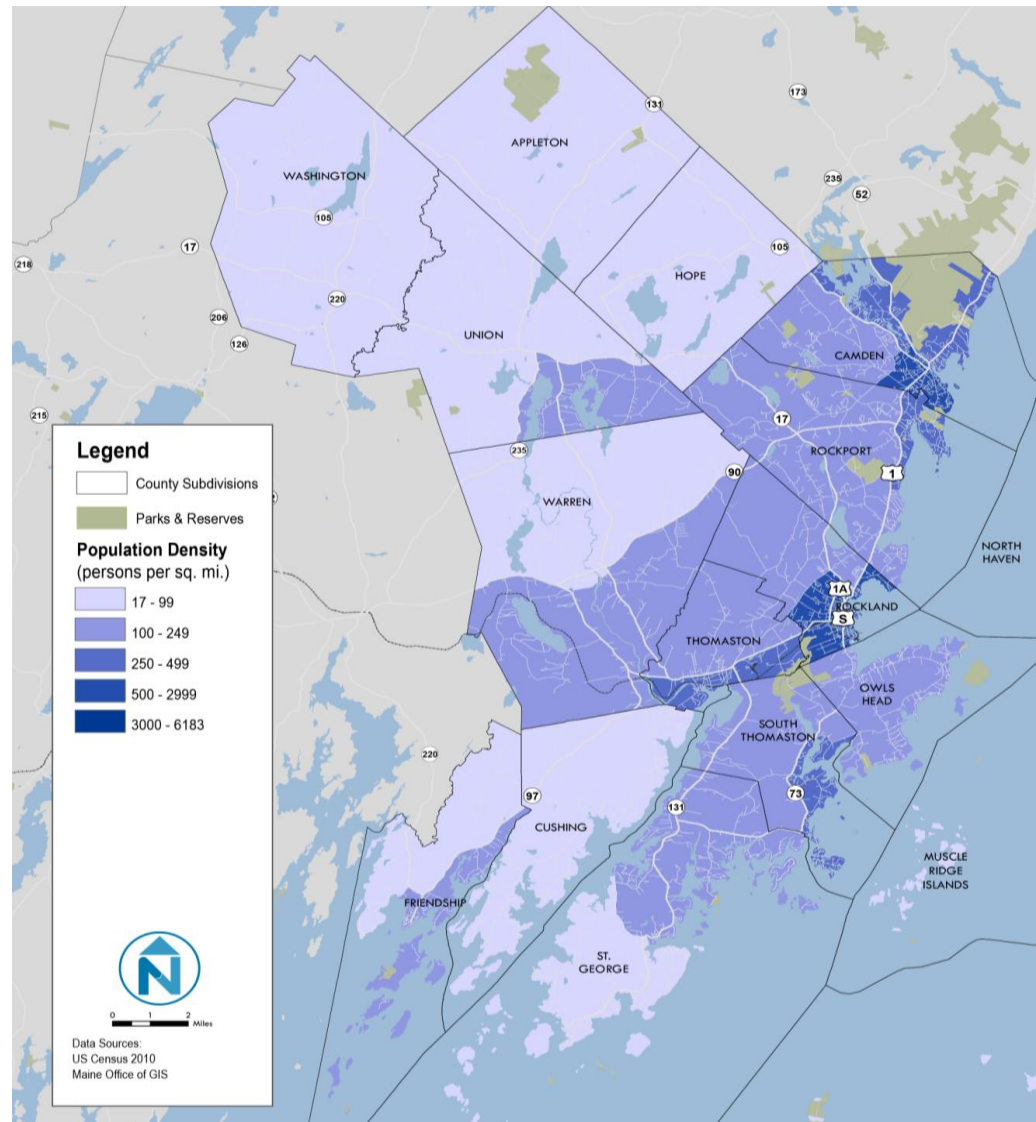 173
131
APPLETON
235
WASHINGTON
52
105
17
105
218
HOPE
220
206
UNION
126
CAMDEN
215
17
235
ROCKPORT
90
1
WARREN
NORTH
HAVEN
1A
ROCKLAND
S
THOMASTON
OWLS
HEAD
SOUTH
THOMASTON
220
97
73
131
CUSHING
MUSCLE
RIDGE
ISLANDS
FRIENDSHIP
ST.
GEORGE
Legend
County Subdivisions
Parks & Reserves
Population Density
(persons per sq. mi.)
17 - 99
100 - 249
250 - 499
500 - 2999
3000 - 6183
N
0 1 2
Miles
Data Sources:
US Census 2010
Maine Office of GIS